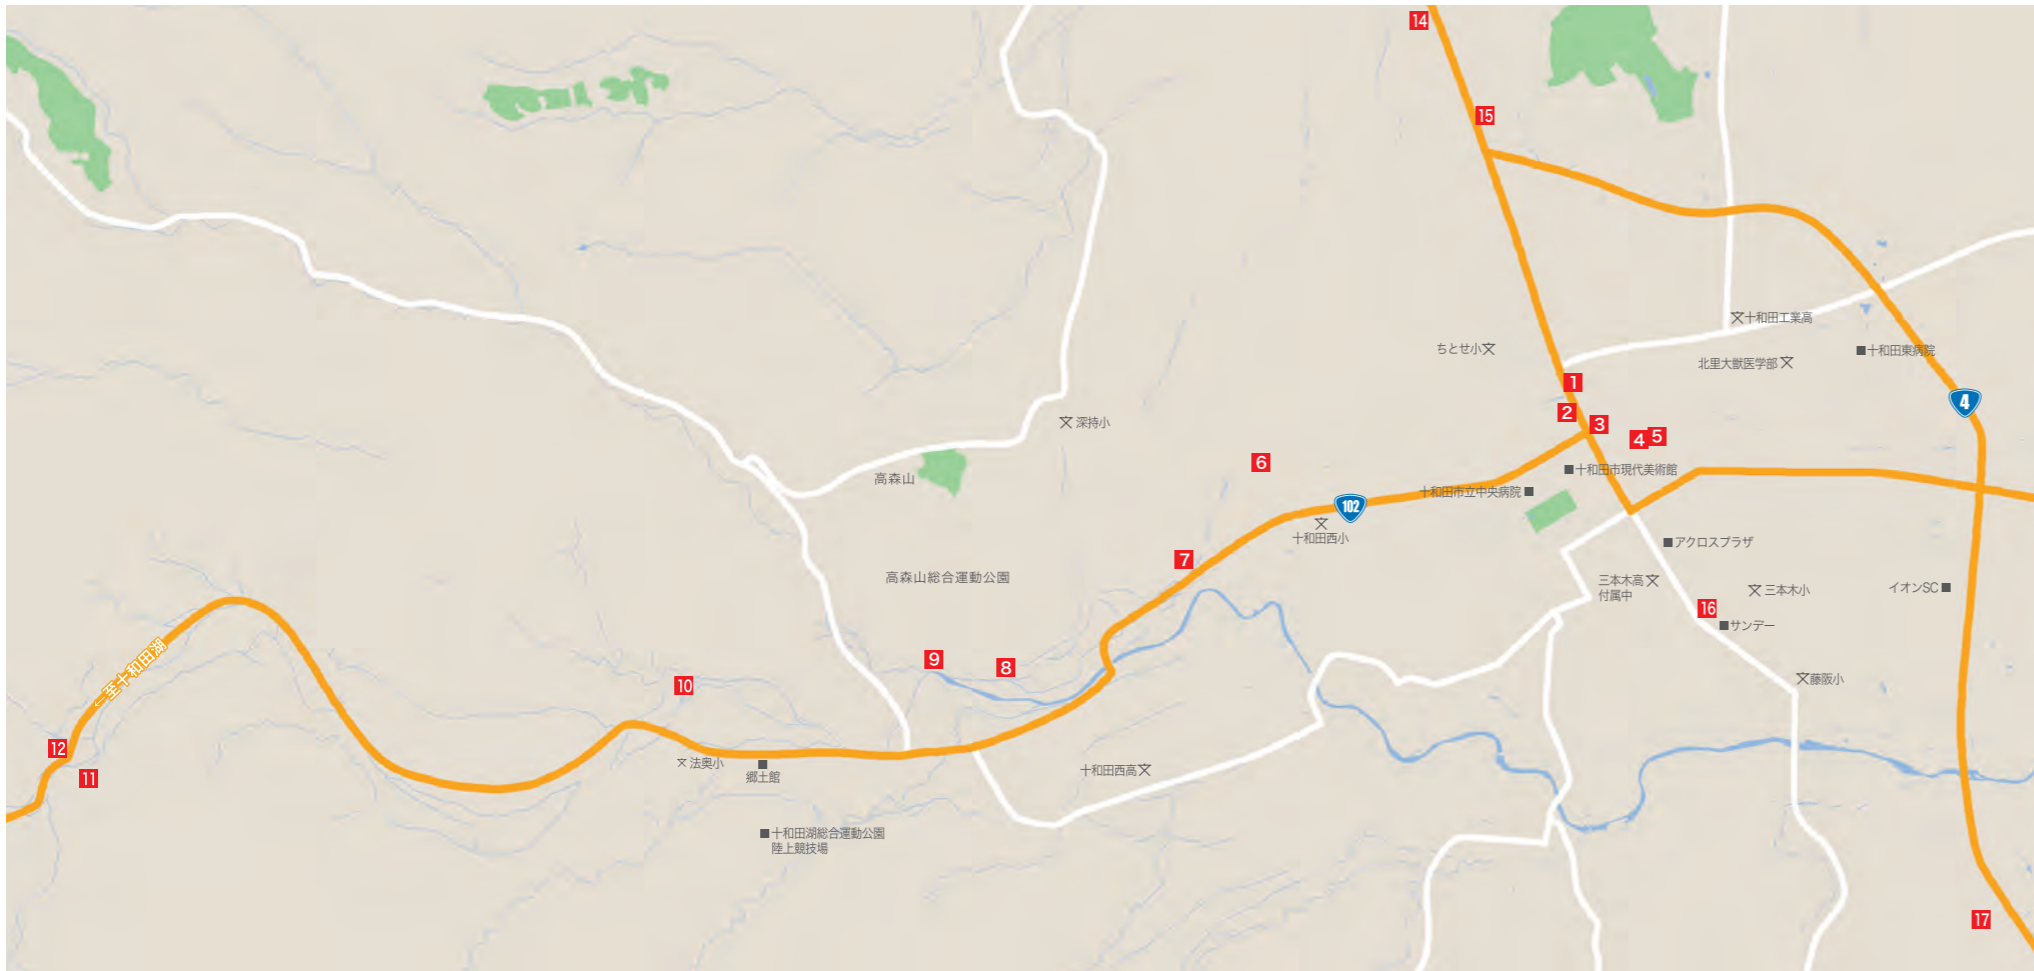 14
15
十和田工業高
ちとせ小
十和田東病院
北里大獣医学部
1
4
2
3
深持小
4
5
6
十和田市現代美術館
高森山
十和田市立中央病院
102
十和田西小
アクロスプラザ
7
高森山総合運動公園
三本木高
付属中
三本木小
イオンSC
16
サンデー
←至十和田湖
9
8
10
藤阪小
12
11
法奥小
郷土館
十和田西高
十和田湖総合運動公園
陸上競技場
17